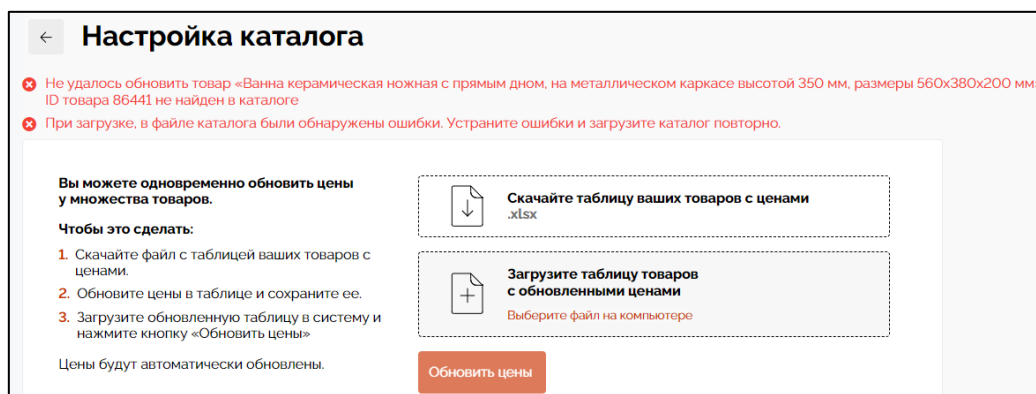 Настройка каталога
Не удалось обновить товар «Ванна керамическая ножная с прямым дном, на металлическом каркасе высотой 350 мм, размеры 560х380х200 мм»
ID товара 86441 не найден в каталоге
При загрузке, в файле каталога были обнаружены ошибки. Устраните ошибки и загрузите каталог повторно.
Вы можете одновременно обновить цены
у множества товаров.
Чтобы это сделать:
1. Скачайте файл с таблицей ваших товаров с
ценами.
2. Обновите цены в таблице и сохраните ее.
3. Загрузите обновленную таблицу в систему и
нажмите кнопку «Обновить цены»
Цены будут автоматически обновлены.
Скачайте таблицу ваших товаров с ценами
.xlsx
Загрузите таблицу товаров
с обновленными ценами
Выберите файл на компьютере
Обновить цены